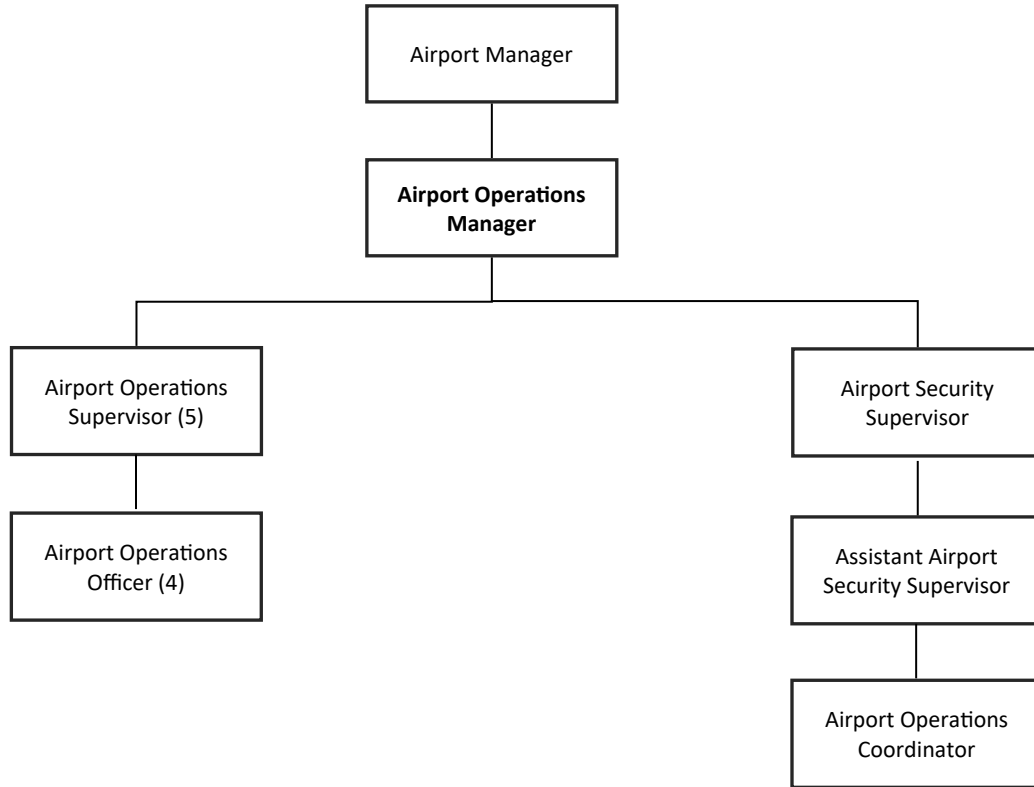 Airport Manager
Airport Operations
Manager
Airport Operations
Supervisor (5)
Airport Security
Supervisor
Airport Operations
Officer (4)
Assistant Airport
Security Supervisor
Airport Operations
Coordinator